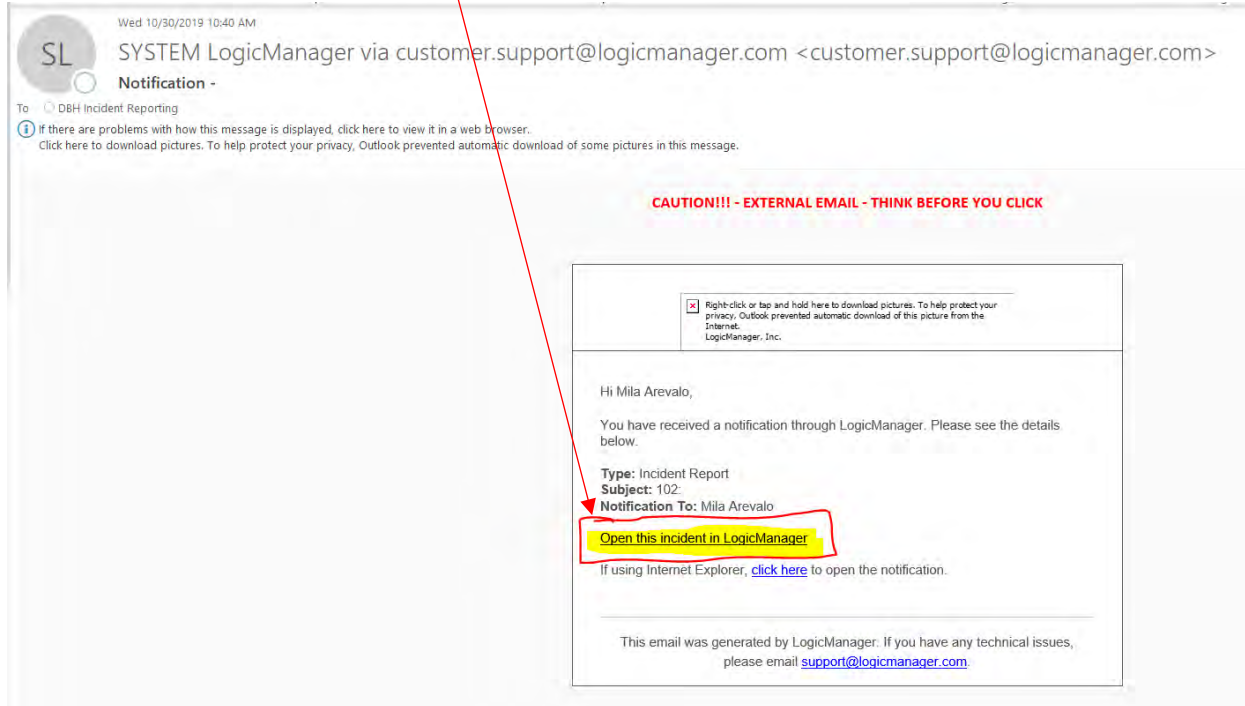 Wed 10/30/2019 10:40 AM
SL
SYSTEM LogicManager via customer.support@logicmanager.com <customer.support@logicmanager.com>
Notification -
To DBH Incident Reporting
If there are problems with how this message is displayed, click here to view it in a web browser.
Click here to download pictures. To help protect your privacy, Outlook prevented automatic download of some pictures in this message.
CAUTION!!! - EXTERNAL EMAIL - THINK BEFORE YOU CLICK
Right-click or tap and hold here to download pictures. To help protect your
privacy, Outlook prevented automatic download of this picture from the
Internet.
LogicManager, Inc.
Hi Mila Arevalo,
You have received a notification through LogicManager. Please see the details
below.
Type: Incident Report
Subject: 102:
Notification To: Mila Arevalo
Open this incident in LogicManager
If using Internet Explorer, click here to open the notification.
This email was generated by LogicManager. If you have any technical issues,
please email support@logicmanager.com.